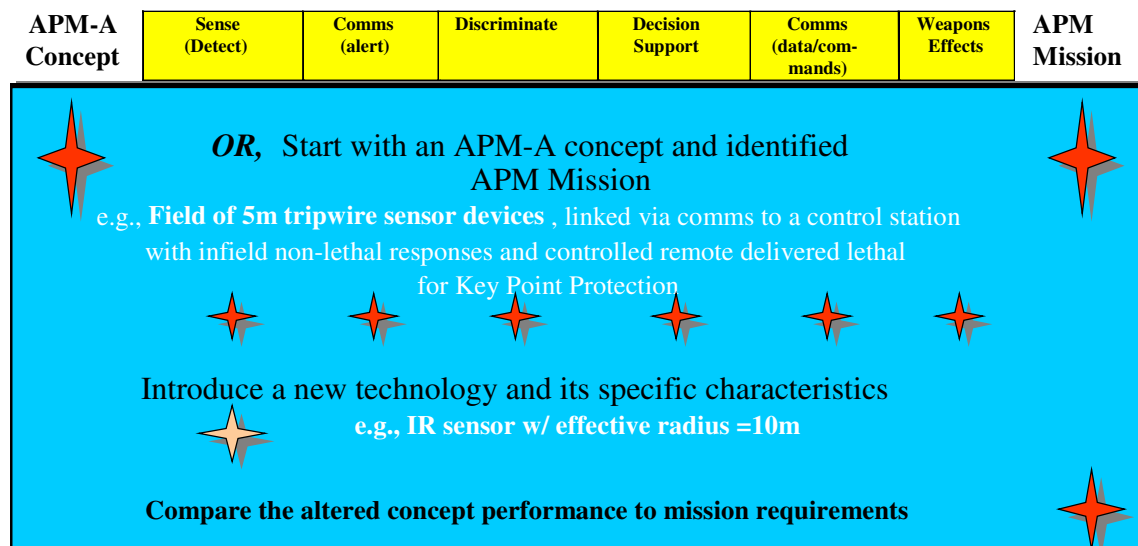 APM-A
Concept
Sense
(Detect)
Comms
(alert)
Discriminate
Decision
Support
Comms
(data/com-
mands)
Weapons
Effects
APM
Mission
OR, Start with an APM-A concept and identified
APM Mission
e.g., Field of 5m tripwire sensor devices , linked via comms to a control station
with infield non-lethal responses and controlled remote delivered lethal
for Key Point Protection
Introduce a new technology and its specific characteristics
e.g., IR sensor w/ effective radius =10m
Compare the altered concept performance to mission requirements